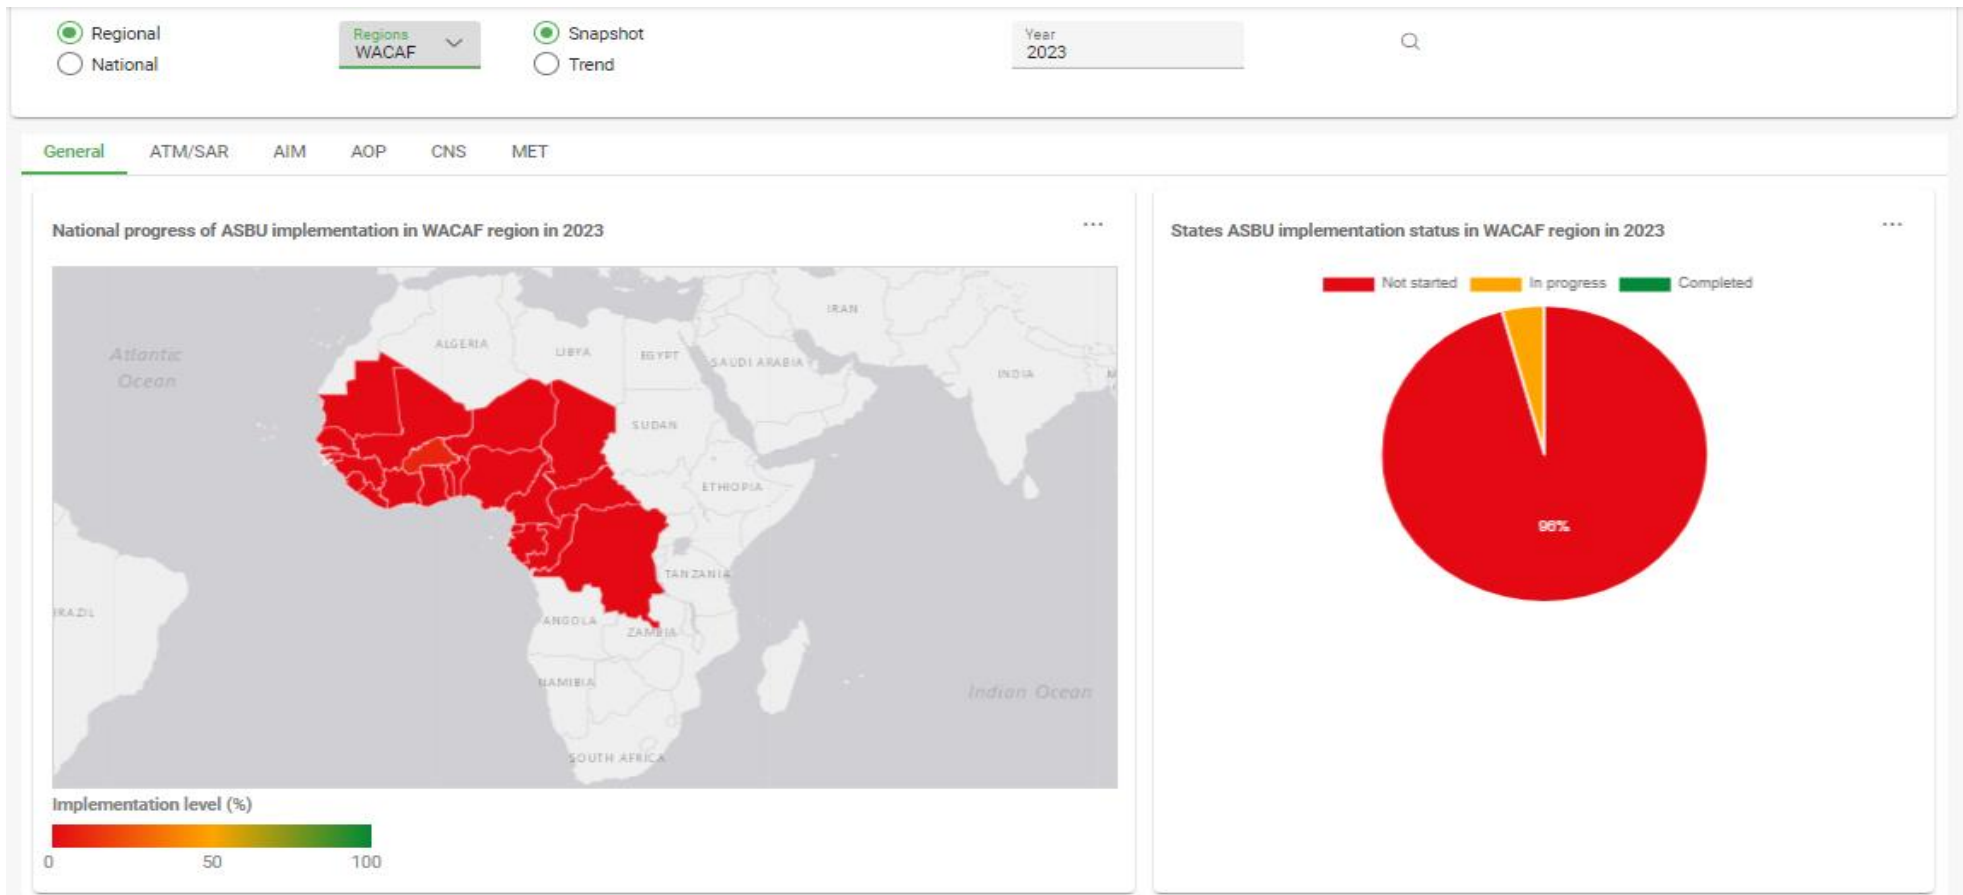 Regional
National
Regions
WACAF
Snapshot
Trend
Year
2023
General ATM/SAR AIM AOP CNS MET
National progress of ASBU implementation in WACAF region in 2023
Atlantic
Ocean
ALGERIA
LIBYA
EGYPT
SAUDI ARABIA
IRAN
INDIA
M
SUDAN
ETHIOPIA
TANZANIA
RAZIL
ANGOLA
ZAMBIA
NAMIBIA
Indian Ocean
SOUTH AFRICA
Implementation level (%)
0 50 100
States ASBU implementation status in WACAF region in 2023
Not started In progress Completed
96%